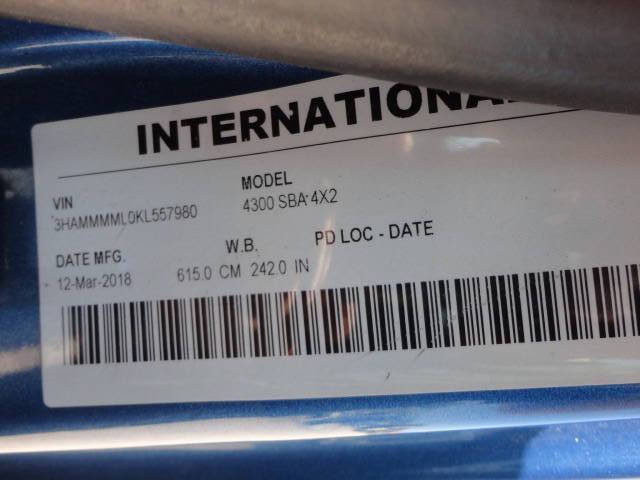 INTERNATIONAL
VIN MODEL
3HAMMMML0KL557980 4300 SBA 4X2
DATE MFG. W.B. PD LOC - DATE
12-Mar-2018 615.0 CM 242.0 IN